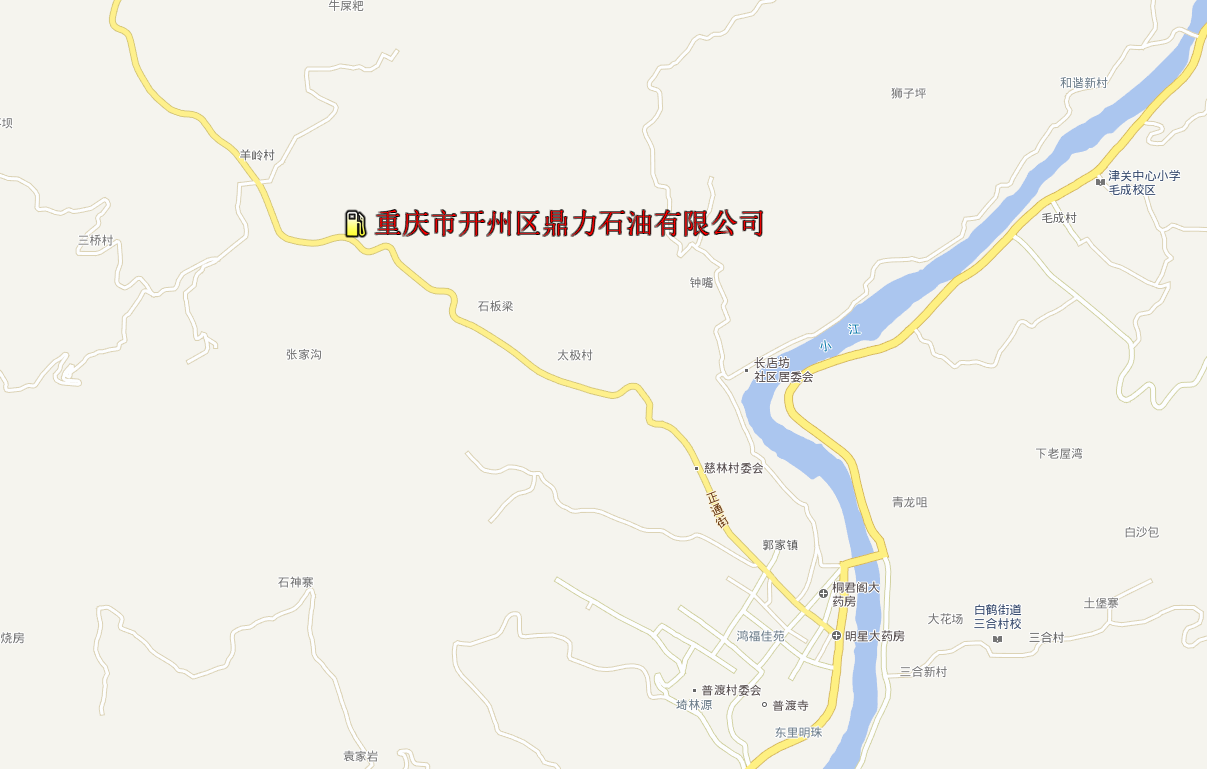 牛屎粑
狮子坪
和谐新村
坝
羊岭村
津关中心小学
毛成校区
毛成村
重庆市开州区鼎力石油有限公司
三桥村
钟嘴
石板梁
江
小
张家沟
太极村
长店坊
社区居委会
下老屋湾
慈林村委会
正通街
青龙咀
白沙包
郭家镇
石神寨
桐君阁大
药房
土堡寨
白鹤街道
三合村校
大花场
烧房
鸿福佳苑
明星大药房
三合村
三合新村
普渡村委会
埼林源
普渡寺
东里明珠
袁家岩